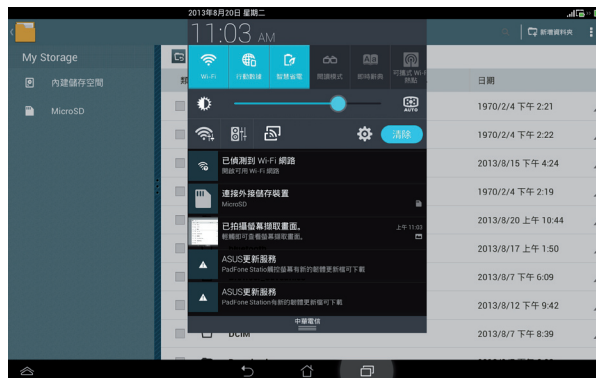 2013年8月20日 星期二
11:03 AM
新增資料夾
My Storage
內建儲存空間
MicroSD
Wi-Fi
行動數據
智慧省電
閱讀模式
即時辭典
可攜式 Wi-Fi 熱點
AUTO
清除
已偵測到 Wi-Fi 網路
開啟可用 Wi-Fi 網路
連接外接儲存裝置
MicroSD
已拍攝螢幕擷取畫面。
上午 11:03
輕觸即可查看螢幕擷取畫面。
ASUS更新服務
PadFone Statio觸控螢幕有新的韌體更新檔可下載
ASUS更新服務
PadFone Station有新的韌體更新檔可下載
中華電信
日期
1970/2/4 下午 2:21
1970/2/4 下午 2:22
2013/8/15 下午 4:24
1970/2/4 下午 2:19
2013/8/20 上午 10:44
2013/8/17 上午 1:50
2013/8/7 下午 6:09
2013/8/12 下午 9:42
DCIM
2013/8/7 下午 8:39